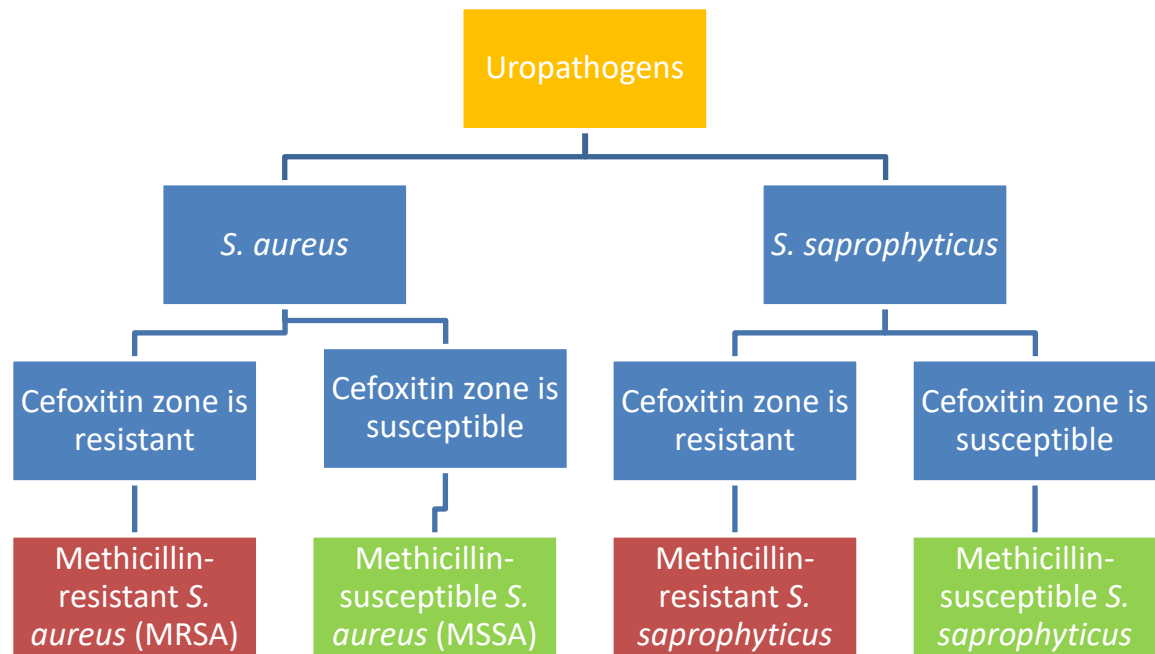 Uropathogens
S. aureus
S. saprophyticus
Cefoxitin zone is
resistant
Cefoxitin zone is
susceptible
Cefoxitin zone is
resistant
Cefoxitin zone is
susceptible
Methicillin-
resistant S.
aureus (MRSA)
Methicillin-
susceptible S.
aureus (MSSA)
Methicillin-
resistant S.
saprophyticus
Methicillin-
susceptible S.
saprophyticus